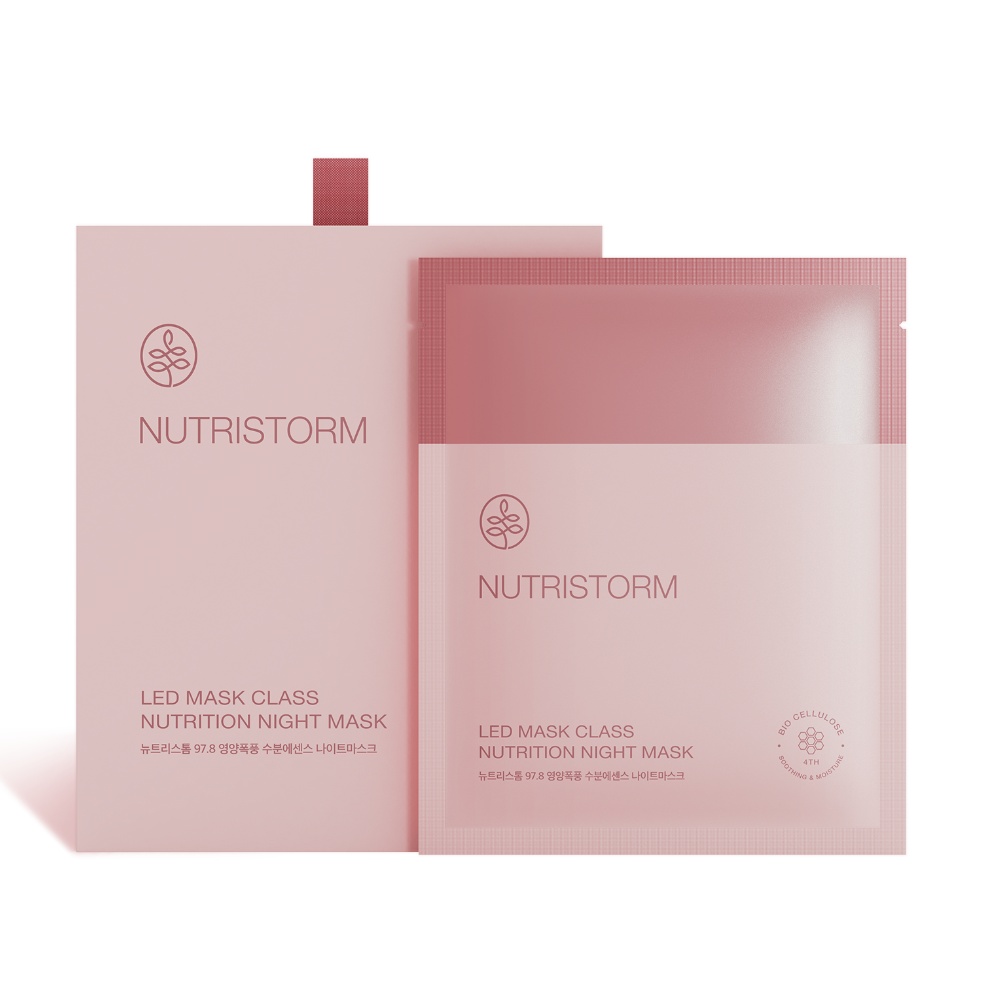 NUTRISTORM
LED MASK CLASS
NUTRITION NIGHT MASK
뉴트리스톰 97.8 영양폭풍 수분에센스 나이트마스크
NUTRISTORM
LED MASK CLASS
NUTRITION NIGHT MASK
뉴트리스톰 97.8 영양폭풍 수분에센스 나이트마스크
BIO CELLULOSE
4TH
SOOTHING & MOISTURE